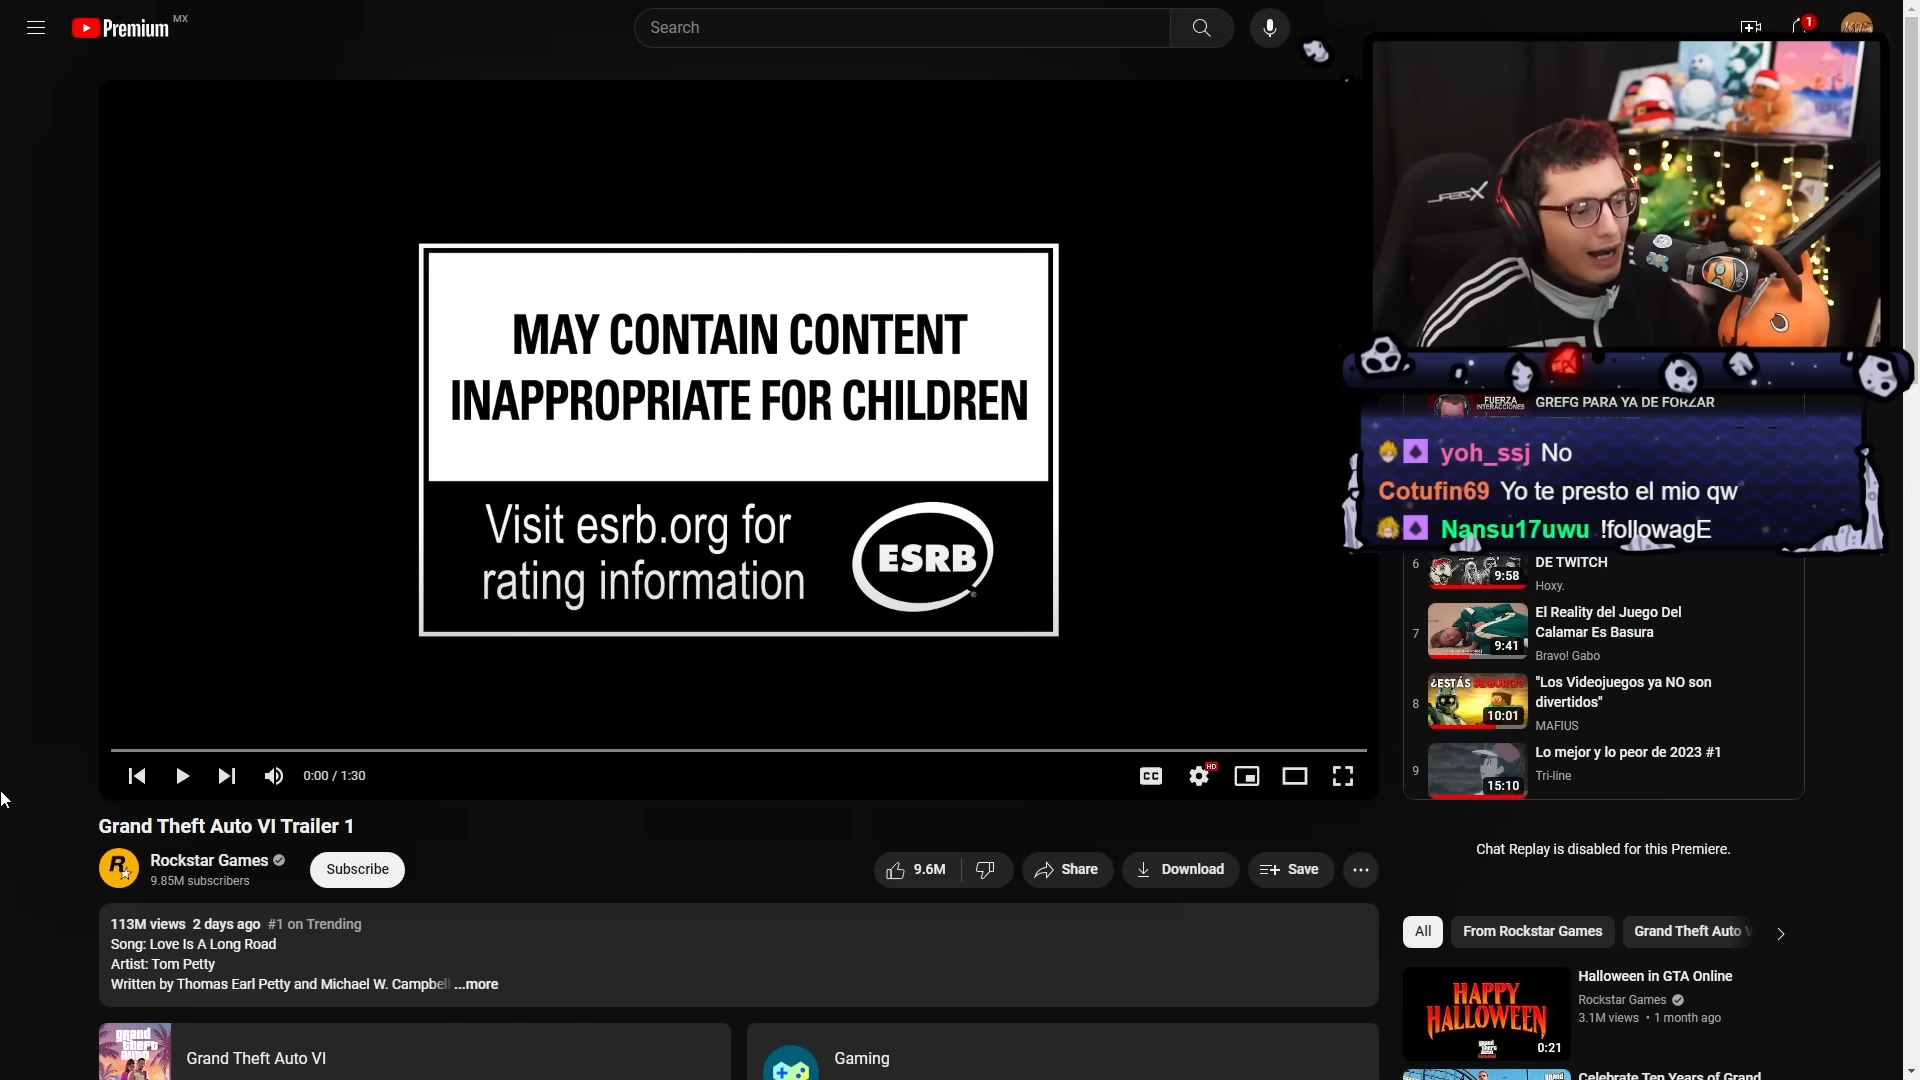 Premium MX
Search
1
MAY CONTAIN CONTENT
INAPPROPRIATE FOR CHILDREN
Visit esrb.org for
rating information
ESRB
FUERZA
INTERACCIONES
GREFG PARA YA DE FORZAR
yoh_ssj No
Cotufin69 Yo te presto el mio qw
Nansu17uwu !followagE
6
9:58
DE TWITCH
Hoxy.
7
9:41
El Reality del Juego Del
Calamar Es Basura
Bravo! Gabo
8
¿ESTÁS SEGURO?
10:01
"Los Videojuegos ya NO son
divertidos"
MAFIUS
9
15:10
Lo mejor y lo peor de 2023 #1
Tri-line
0:00 / 1:30
CC
HD
Grand Theft Auto VI Trailer 1
R
Rockstar Games
9.85M subscribers
Subscribe
9.6M
Share
Download
Save
113M views 2 days ago #1 on Trending
Song: Love Is A Long Road
Artist: Tom Petty
Written by Thomas Earl Petty and Michael W. Campbell ...more
grand
theft
auto
Grand Theft Auto VI
Gaming
Chat Replay is disabled for this Premiere.
All
From Rockstar Games
Grand Theft Auto V
HAPPY
HALLOWEEN
0:21
Halloween in GTA Online
Rockstar Games
3.1M views • 1 month ago
Celebrate Ten Years of Grand